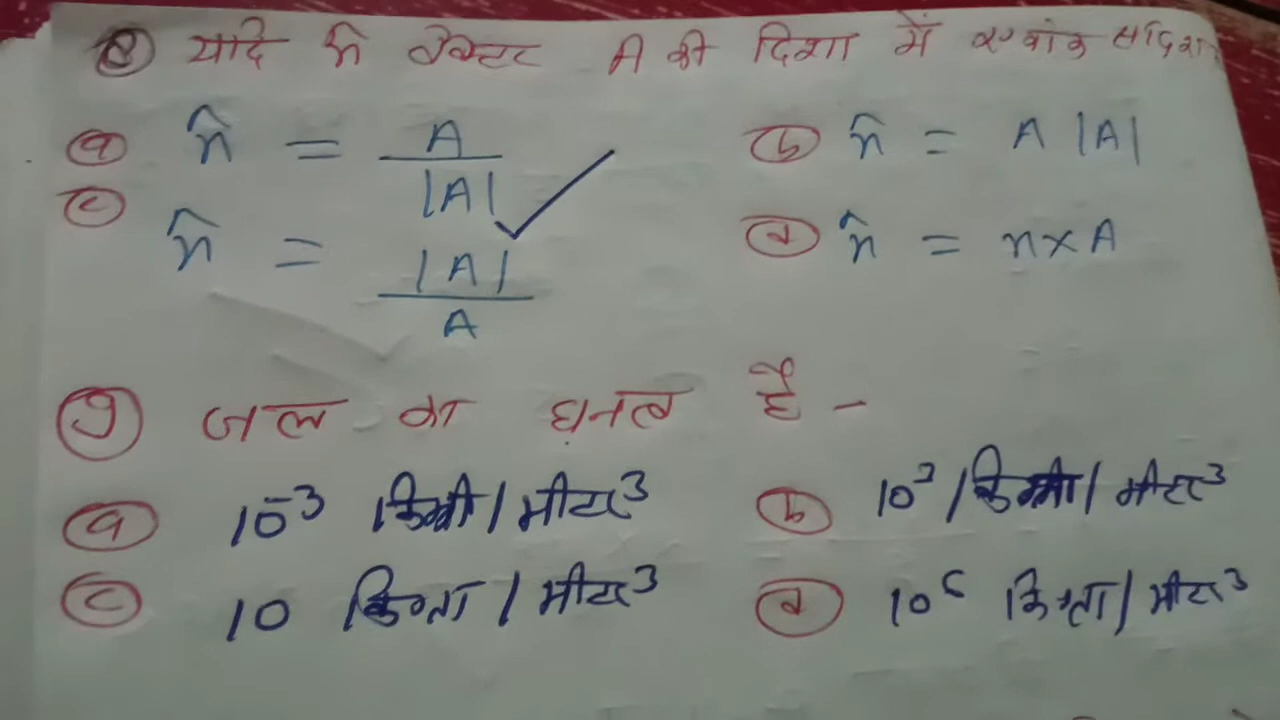 (8) यदि n̂ वेक्टर A की दिशा में एकांक सदिश
(a) n̂ = A / |A| ✓ (b) n̂ = A |A|
(c) n̂ = |A| / A (d) n̂ = n×A
(9) जल का घनत्व है -
(a) 10⁻³ किग्रा / मीटर³ (b) 10³ / किग्रा / मीटर³
(c) 10 किग्रा / मीटर³ (d) 10⁶ किग्रा / मीटर³